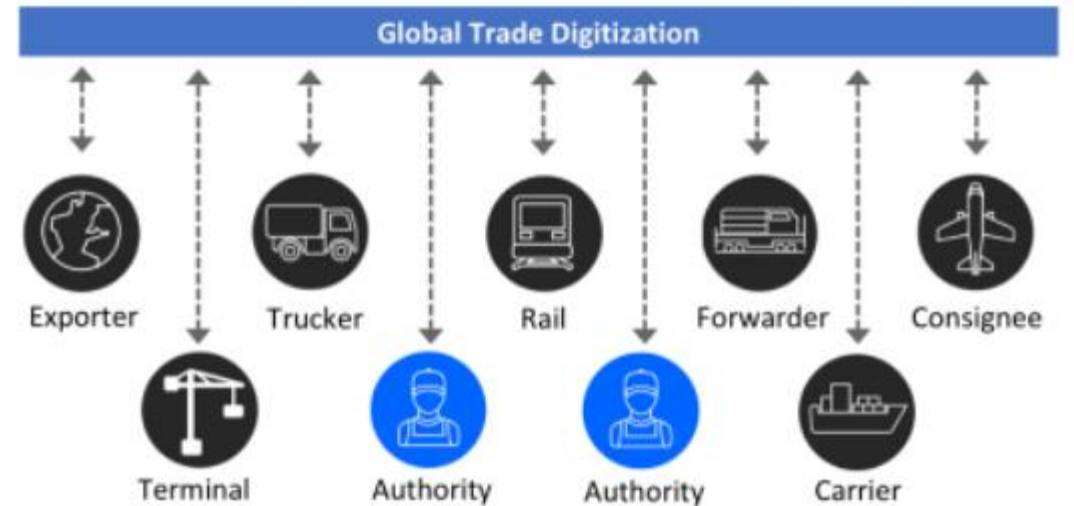 Global Trade Digitization
Exporter Trucker Rail Forwarder Consignee
Terminal Authority Authority Carrier